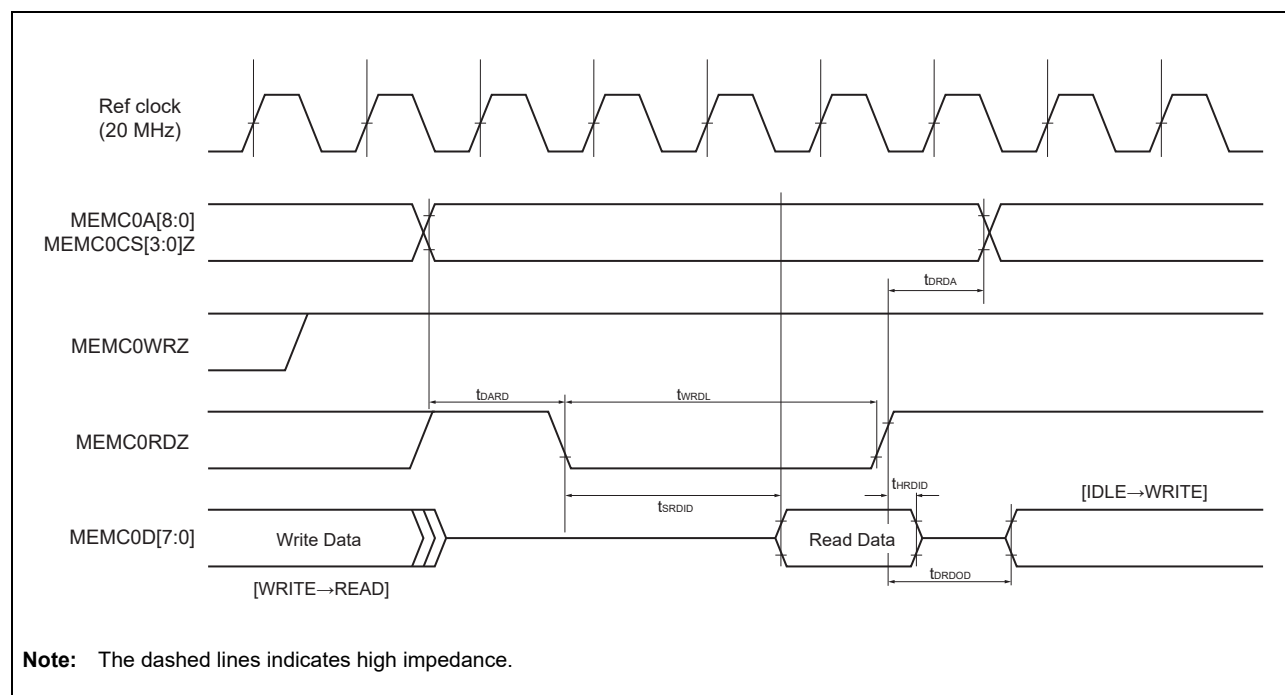 Ref clock
(20 MHz)
MEMC0A[8:0]
MEMC0CS[3:0]Z
tDRDA
MEMC0WRZ
tDARD
tWRDL
MEMC0RDZ
tHRDID
[IDLE→WRITE]
tSRDID
MEMC0D[7:0]
Write Data
Read Data
tDRDOD
[WRITE→READ]
Note: The dashed lines indicates high impedance.